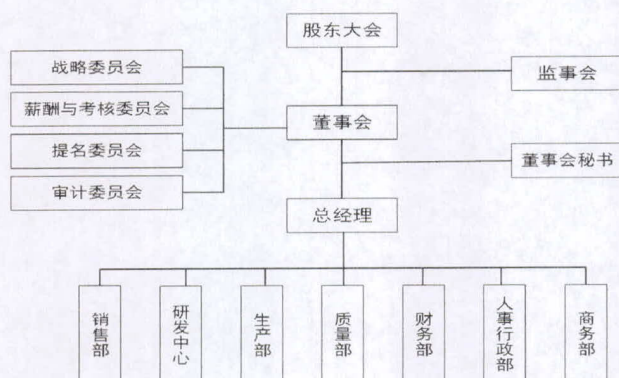 股东大会
战略委员会
监事会
薪酬与考核委员会
董事会
提名委员会
董事会秘书
审计委员会
总经理
销售部
研发中心
生产部
质量部
财务部
人事行政部
商务部